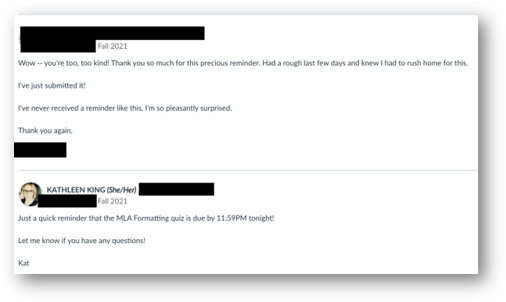 Fall 2021
Wow -- you're too, too kind! Thank you so much for this precious reminder. Had a rough last few days and knew I had to rush home for this.
I've just submitted it!
I've never received a reminder like this, I'm so pleasantly surprised.
Thank you again,
KATHLEEN KING (She/Her)
Fall 2021
Just a quick reminder that the MLA Formatting quiz is due by 11:59PM tonight!
Let me know if you have any questions!
Kat